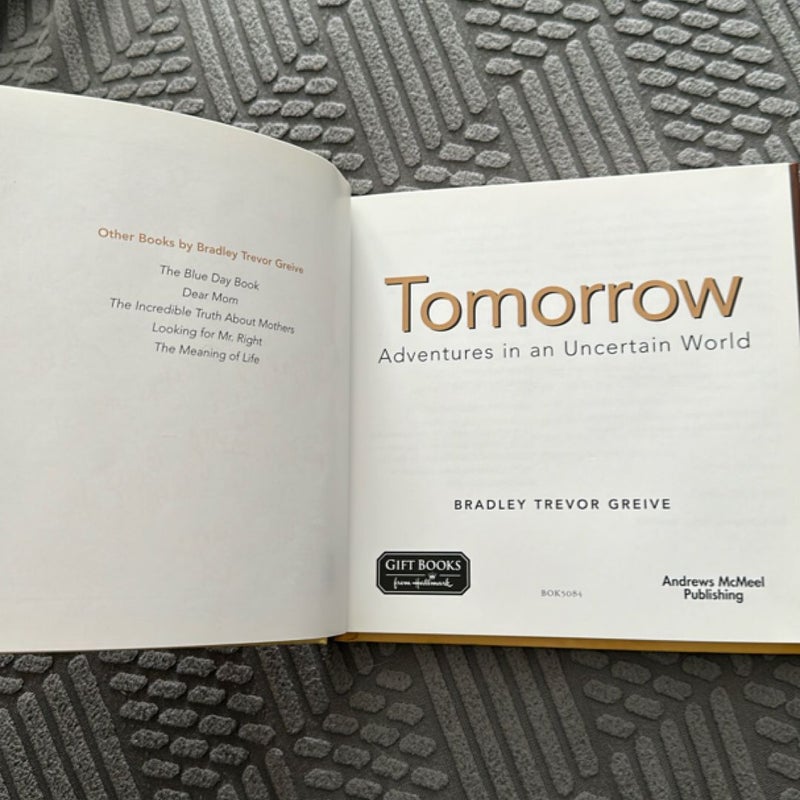 Other Books by Bradley Trevor Greive
The Blue Day Book
Dear Mom
The Incredible Truth About Mothers
Looking for Mr. Right
The Meaning of Life
Tomorrow
Adventures in an Uncertain World
BRADLEY TREVOR GREIVE
GIFT BOOKS
from Hallmark
BOK5084
Andrews McMeel
Publishing